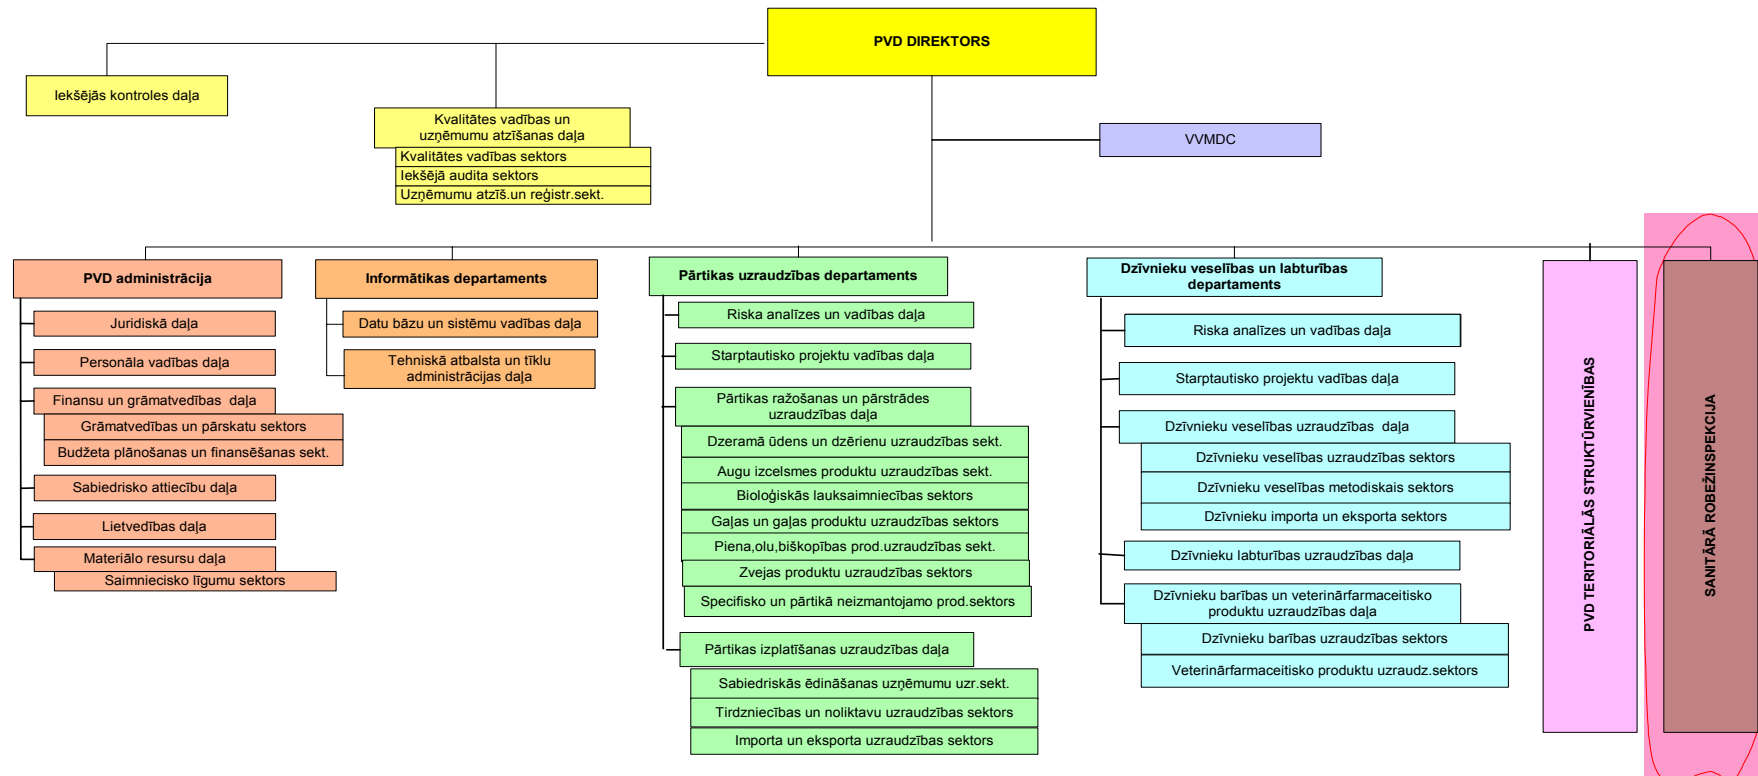 PVD DIREKTORS
Iekšējās kontroles daļa
Kvalitātes vadības un
uzņēmumu atzīšanas daļa
Kvalitātes vadības sektors
Iekšējā audita sektors
Uzņēmumu atzīš.un reģistr.sekt.
VVMDC
PVD administrācija
Juridiskā daļa
Personāla vadības daļa
Finansu un grāmatvedības daļa
Grāmatvedības un pārskatu sektors
Budžeta plānošanas un finansēšanas sekt.
Sabiedrisko attiecību daļa
Lietvedības daļa
Materiālo resursu daļa
Saimniecisko līgumu sektors
Informātikas departaments
Datu bāzu un sistēmu vadības daļa
Tehniskā atbalsta un tīklu
administrācijas daļa
Pārtikas uzraudzības departaments
Riska analīzes un vadības daļa
Starptautisko projektu vadības daļa
Pārtikas ražošanas un pārstrādes
uzraudzības daļa
Dzeramā ūdens un dzērienu uzraudzības sekt.
Augu izcelsmes produktu uzraudzības sekt.
Bioloģiskās lauksaimniecības sektors
Gaļas un gaļas produktu uzraudzības sektors
Piena,olu,biškopības prod.uzraudzības sekt.
Zvejas produktu uzraudzības sektors
Specifisko un pārtikā neizmantojamo prod.sektors
Pārtikas izplatīšanas uzraudzības daļa
Sabiedriskās ēdināšanas uzņēmumu uzr.sekt.
Tirdzniecības un noliktavu uzraudzības sektors
Importa un eksporta uzraudzības sektors
Dzīvnieku veselības un labturības
departaments
Riska analīzes un vadības daļa
Starptautisko projektu vadības daļa
Dzīvnieku veselības uzraudzības daļa
Dzīvnieku veselības uzraudzības sektors
Dzīvnieku veselības metodiskais sektors
Dzīvnieku importa un eksporta sektors
Dzīvnieku labturības uzraudzības daļa
Dzīvnieku barības un veterinārfarmaceitisko
produktu uzraudzības daļa
Dzīvnieku barības uzraudzības sektors
Veterinārfarmaceitisko produktu uzraudz.sektors
PVD TERITORIĀLĀS STRUKTŪRVIENĪBAS
SANITĀRĀ ROBEŽINSPEKCIJA